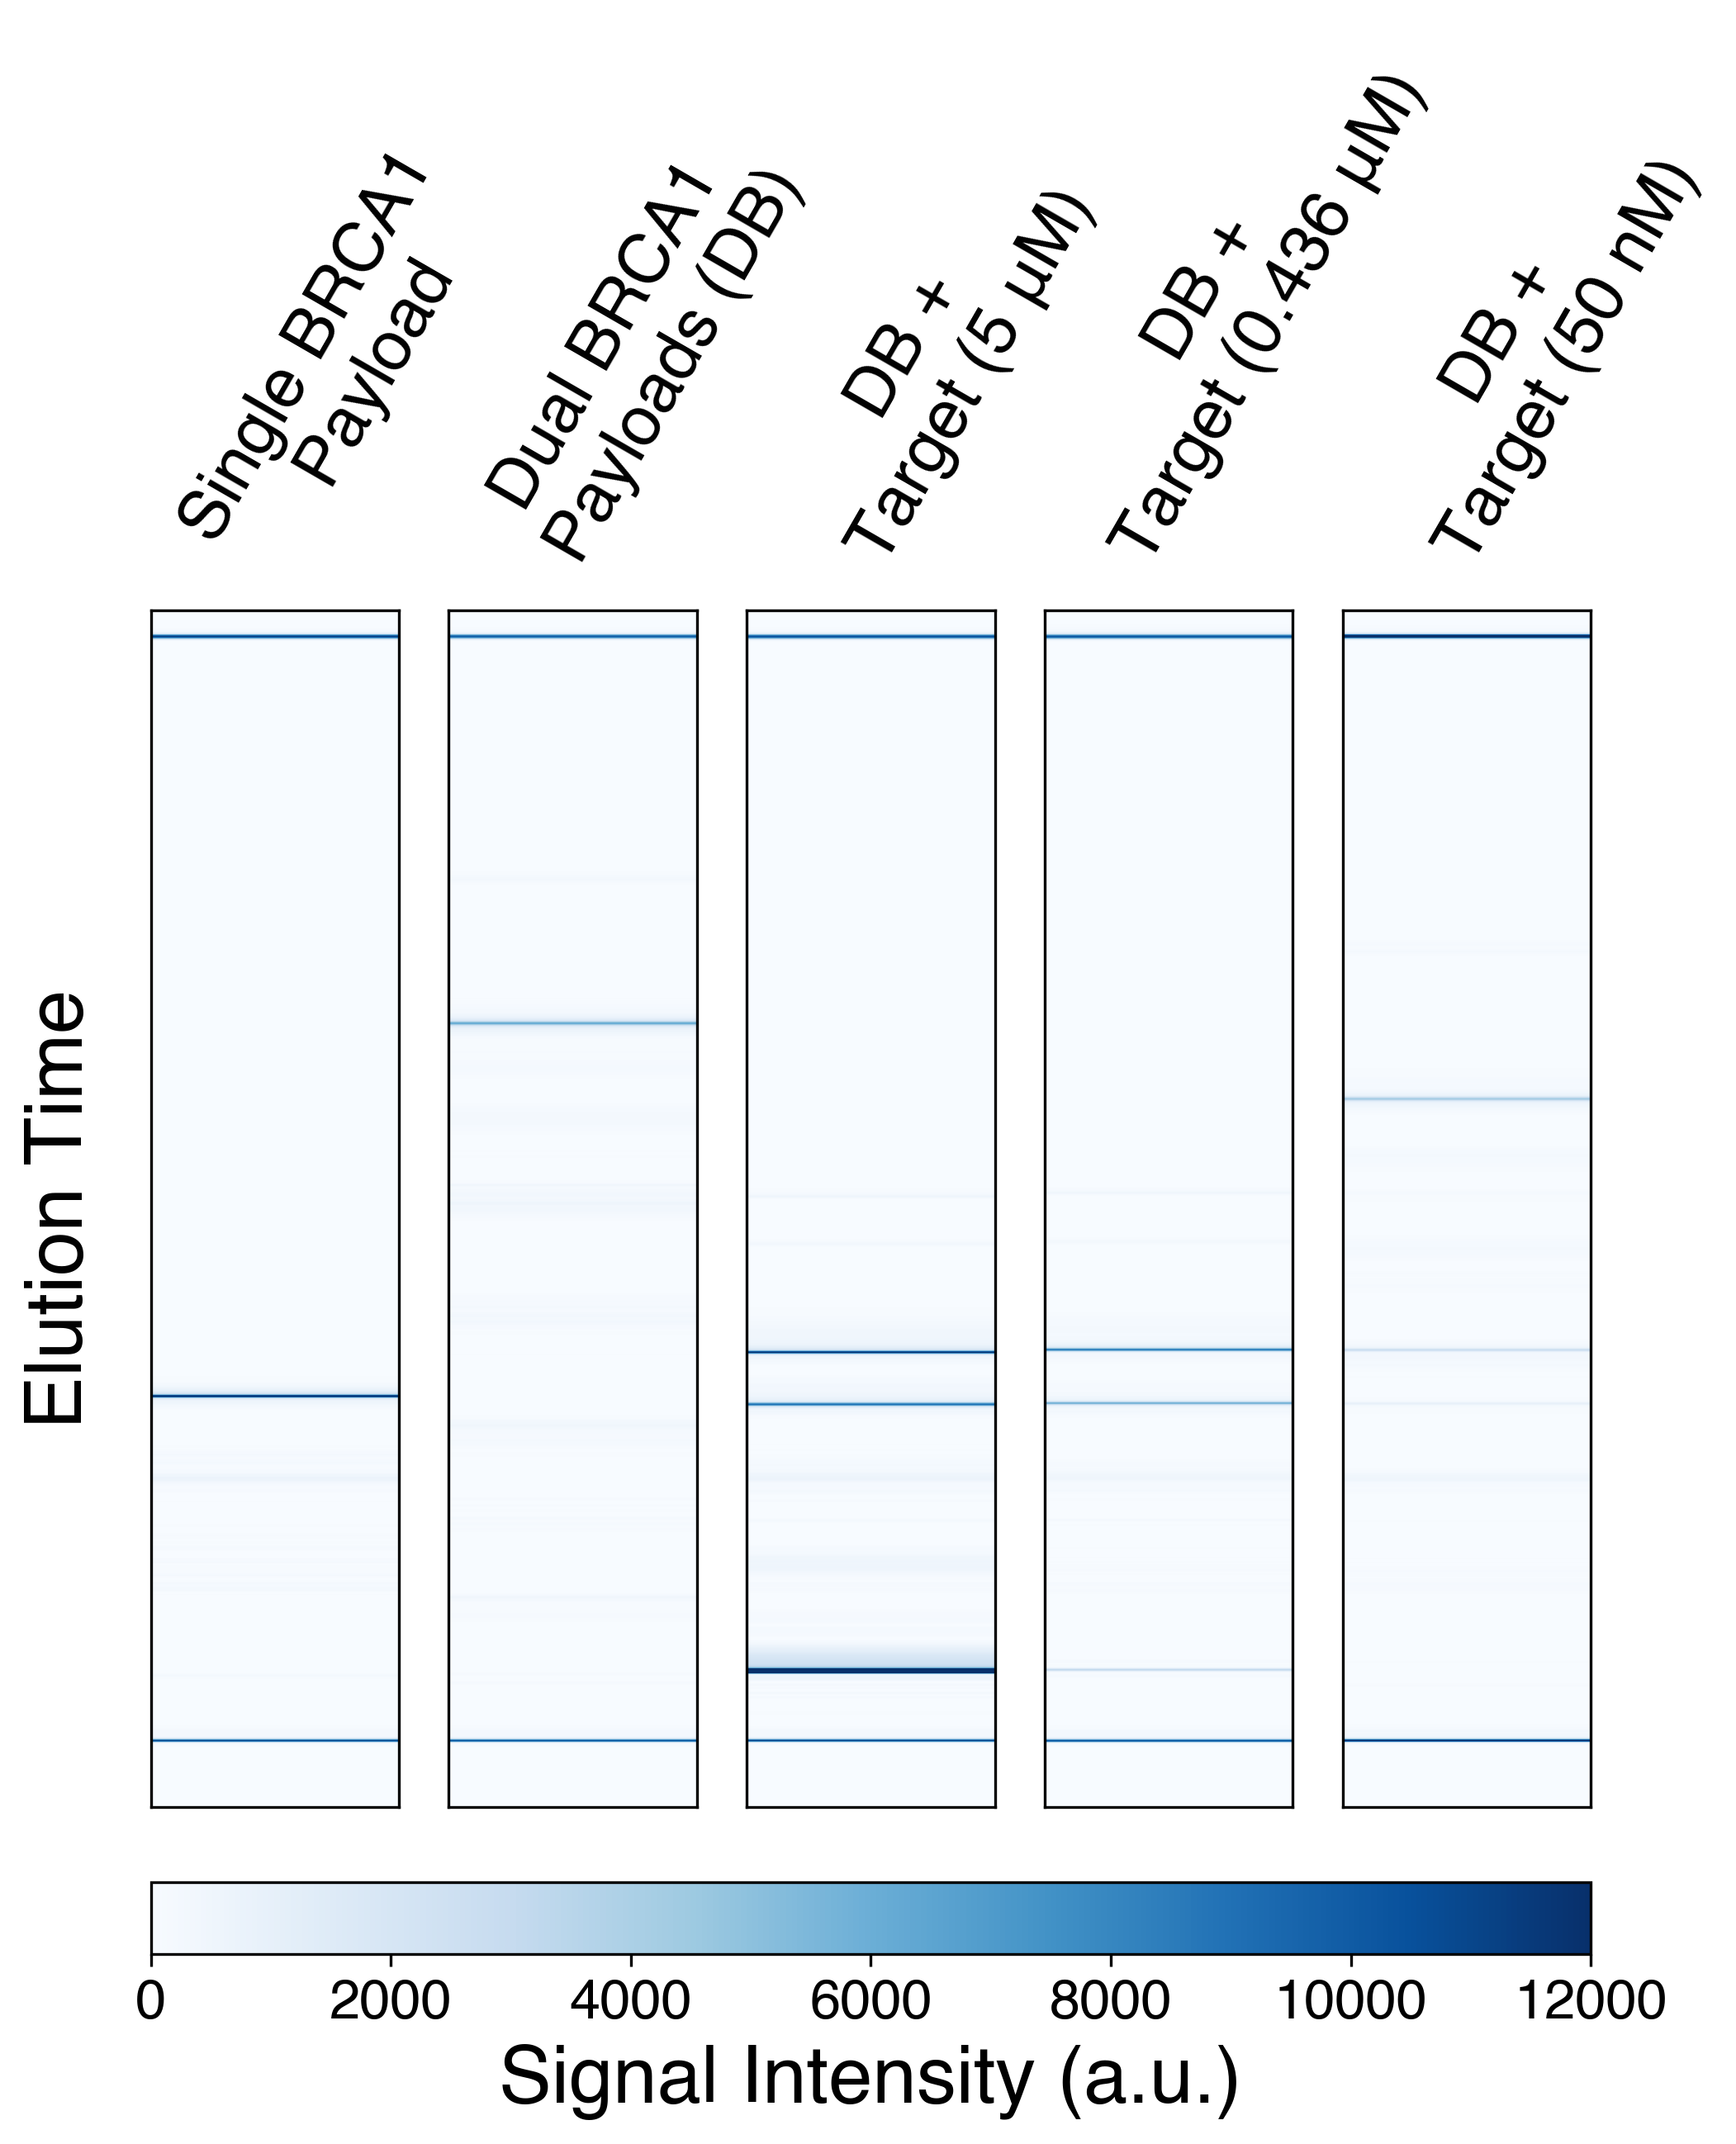 Single BRCA1
Payload
Dual BRCA1
Payloads (DB)
DB +
Target (5 µM)
DB +
Target (0.436 µM)
DB +
Target (50 nM)
Elution Time
0 2000 4000 6000 8000 10000 12000
Signal Intensity (a.u.)